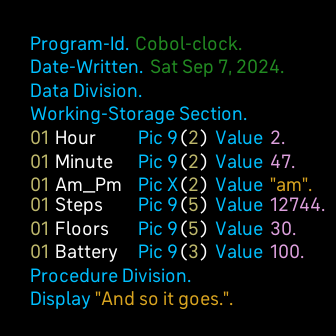 Program-Id. Cobol-clock.
Date-Written. Sat Sep 7, 2024.
Data Division.
Working-Storage Section.
01 Hour Pic 9(2) Value 2.
01 Minute Pic 9(2) Value 47.
01 Am_Pm Pic X(2) Value "am".
01 Steps Pic 9(5) Value 12744.
01 Floors Pic 9(5) Value 30.
01 Battery Pic 9(3) Value 100.
Procedure Division.
Display "And so it goes.".